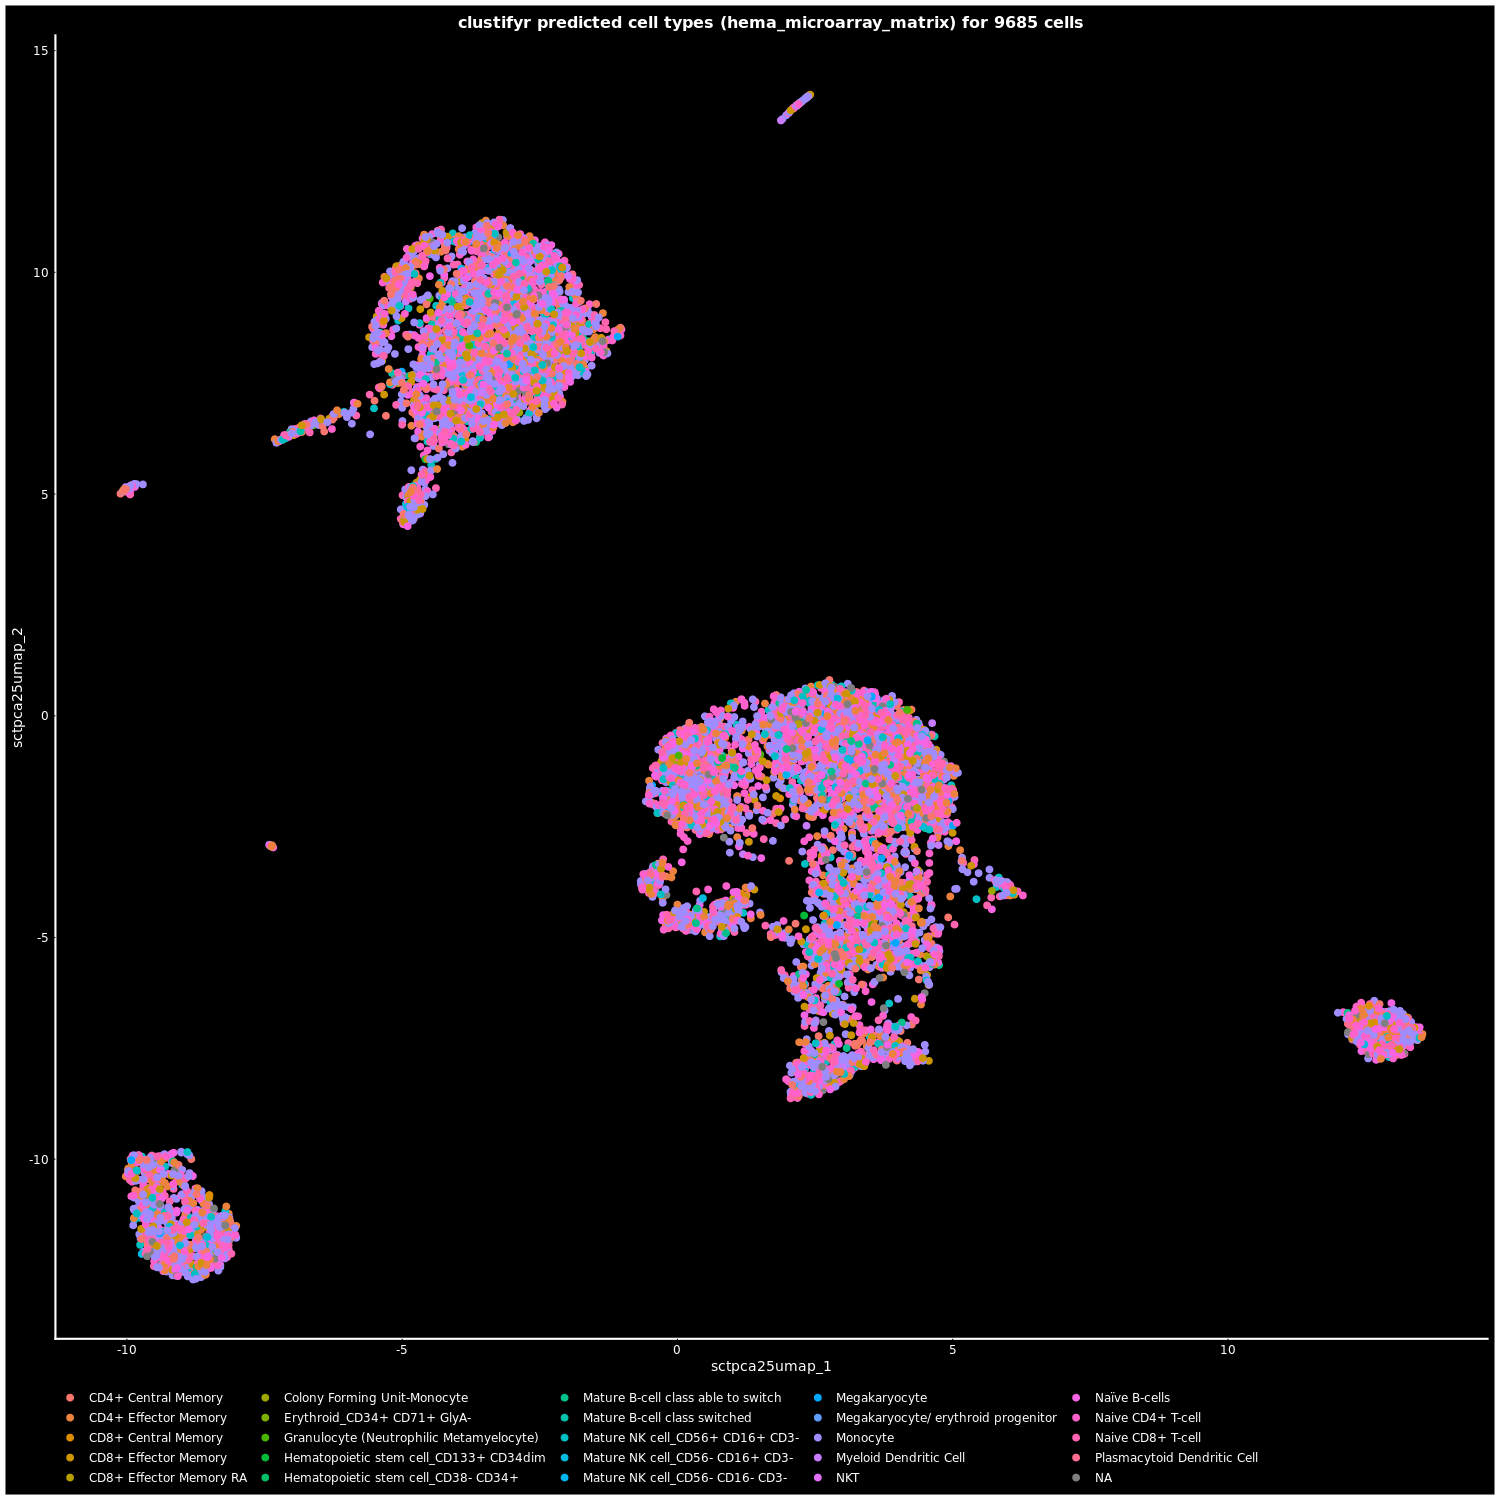 clustifyr predicted cell types (hema_microarray_matrix) for 9685 cells
15
10
5
0
-5
-10
sctpca25umap_2
-10 -5 0 5 10
sctpca25umap_1
CD4+ Central Memory
CD4+ Effector Memory
CD8+ Central Memory
CD8+ Effector Memory
CD8+ Effector Memory RA
Colony Forming Unit-Monocyte
Erythroid_CD34+ CD71+ GlyA-
Granulocyte (Neutrophilic Metamyelocyte)
Hematopoietic stem cell_CD133+ CD34dim
Hematopoietic stem cell_CD38- CD34+
Mature B-cell class able to switch
Mature B-cell class switched
Mature NK cell_CD56+ CD16+ CD3-
Mature NK cell_CD56- CD16+ CD3-
Mature NK cell_CD56- CD16- CD3-
Megakaryocyte
Megakaryocyte/ erythroid progenitor
Monocyte
Myeloid Dendritic Cell
NKT
Naïve B-cells
Naive CD4+ T-cell
Naive CD8+ T-cell
Plasmacytoid Dendritic Cell
NA